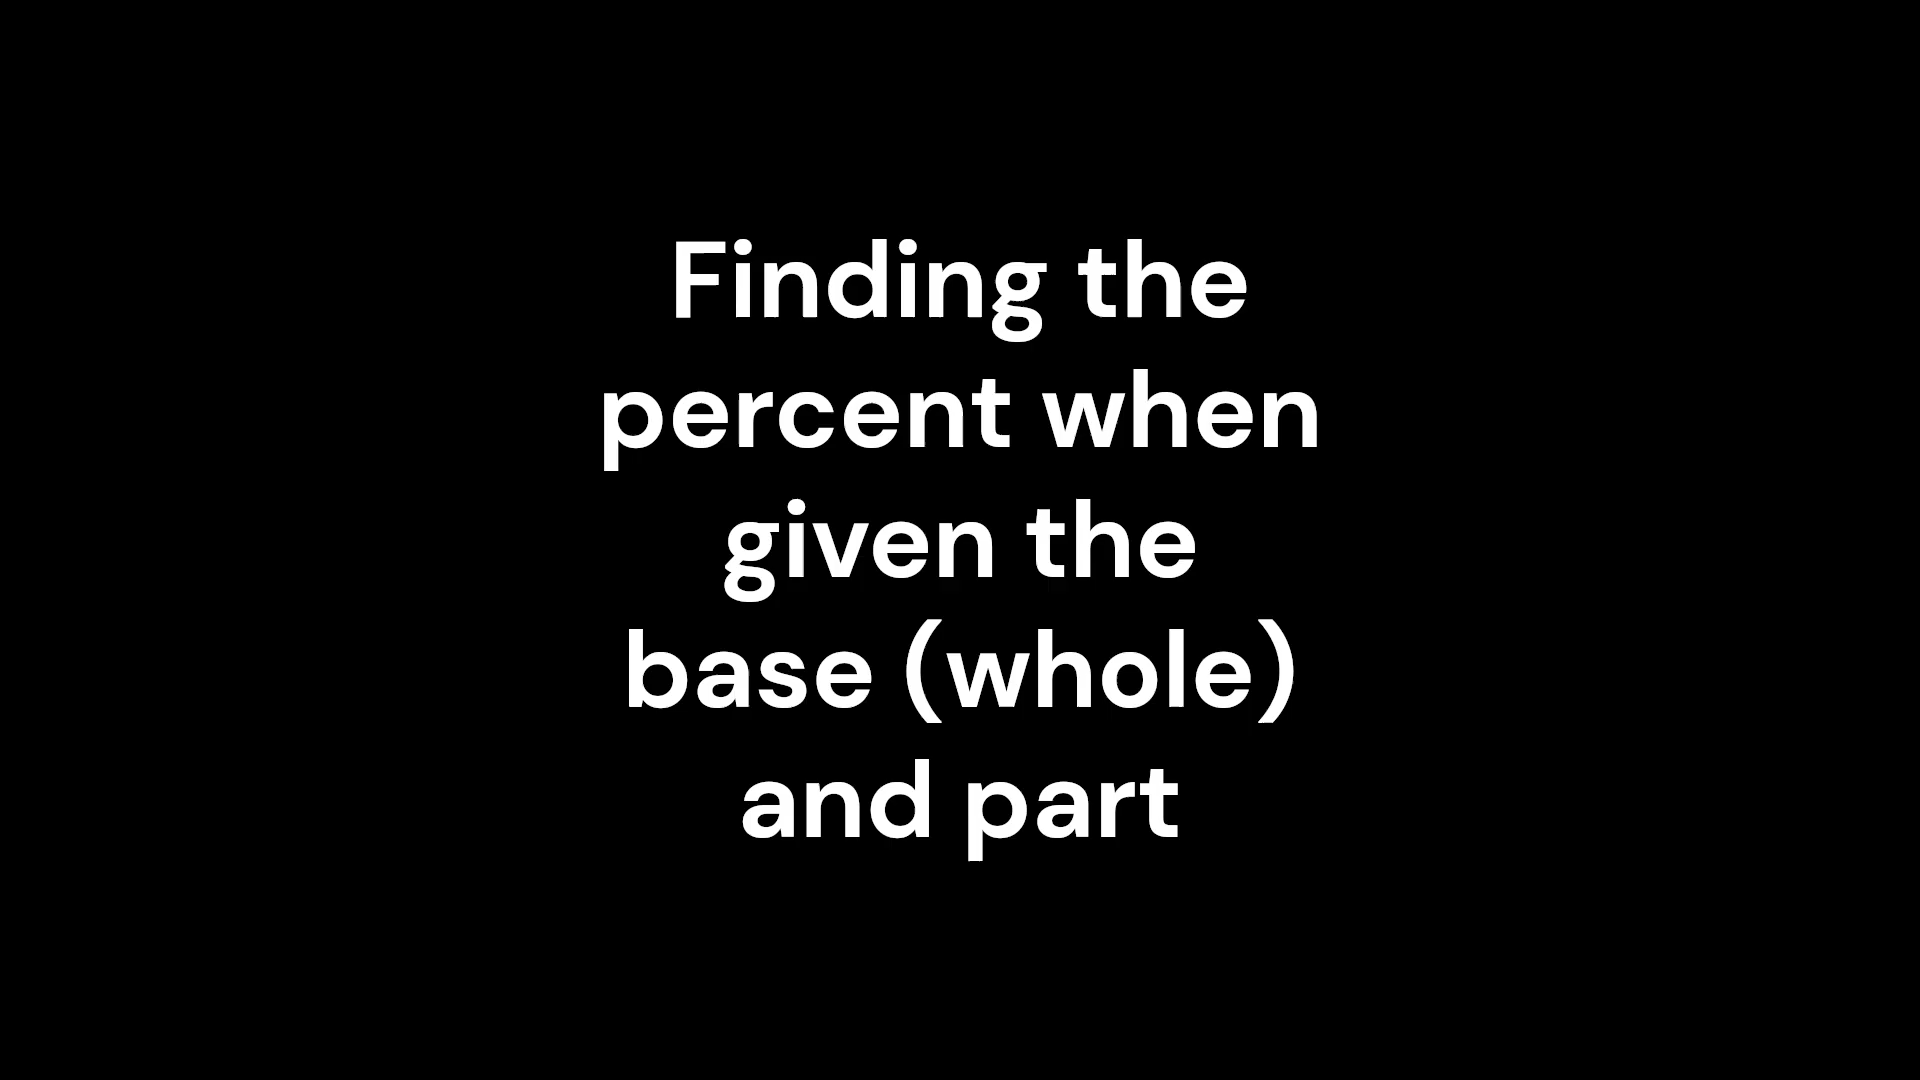 Finding the
percent when
given the
base (whole)
and part